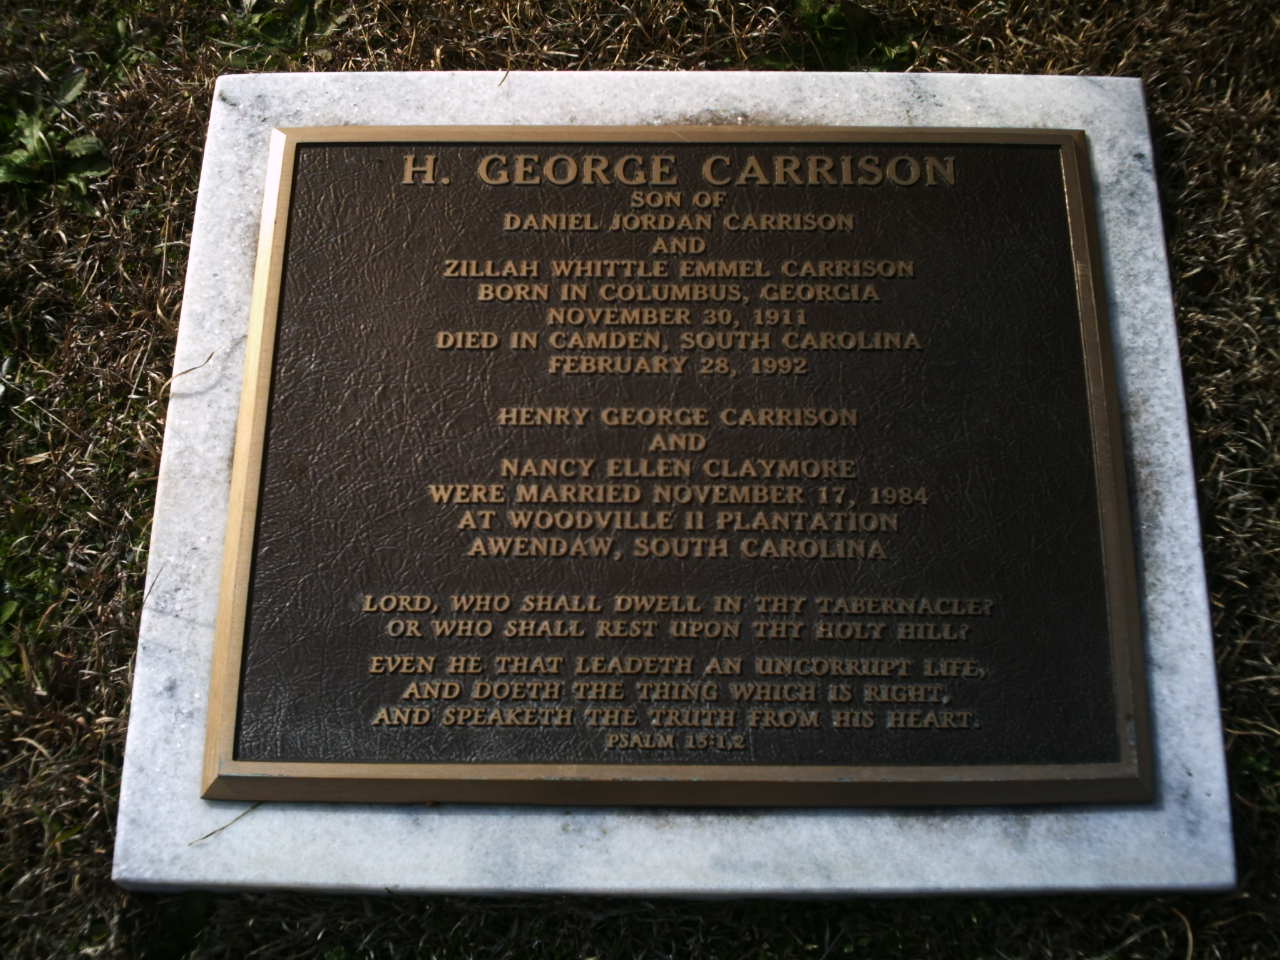 H. GEORGE CARRISON
SON OF
DANIEL JORDAN CARRISON
AND
ZILLAH WHITTLE EMMEL CARRISON
BORN IN COLUMBUS, GEORGIA
NOVEMBER 30, 1911
DIED IN CAMDEN, SOUTH CAROLINA
FEBRUARY 28, 1992
HENRY GEORGE CARRISON
AND
NANCY ELLEN CLAYMORE
WERE MARRIED NOVEMBER 17, 1984
AT WOODVILLE II PLANTATION
AWENDAW, SOUTH CAROLINA
LORD, WHO SHALL DWELL IN THY TABERNACLE?
OR WHO SHALL REST UPON THY HOLY HILL?
EVEN HE THAT LEADETH AN UNCORRUPT LIFE,
AND DOETH THE THING WHICH IS RIGHT,
AND SPEAKETH THE TRUTH FROM HIS HEART.
PSALM 15:1,2